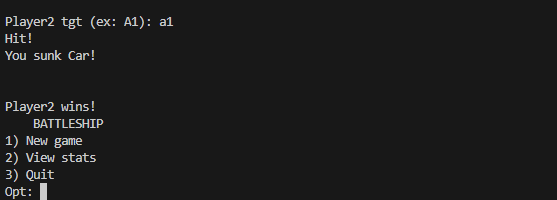 Player2 tgt (ex: A1): a1
Hit!
You sunk Car!
Player2 wins!
BATTLESHIP
1) New game
2) View stats
3) Quit
Opt: